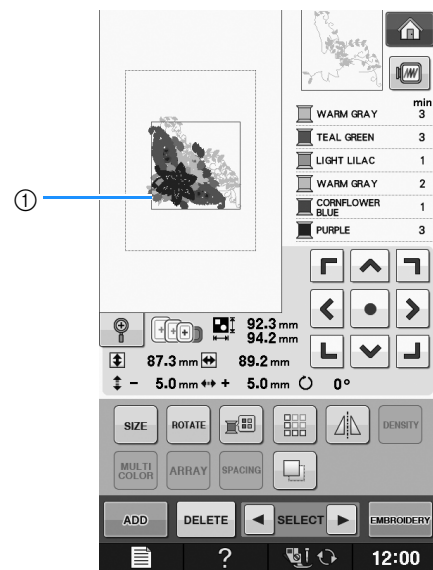 min
WARM GRAY 3
TEAL GREEN 3
LIGHT LILAC 1
WARM GRAY 2
CORNFLOWER
BLUE 1
PURPLE 3
①
92.3 mm
94.2 mm
87.3 mm 89.2 mm
- 5.0 mm + 5.0 mm 0°
SIZE ROTATE DENSITY
MULTI
COLOR ARRAY SPACING
ADD DELETE SELECT EMBROIDERY
? 12:00